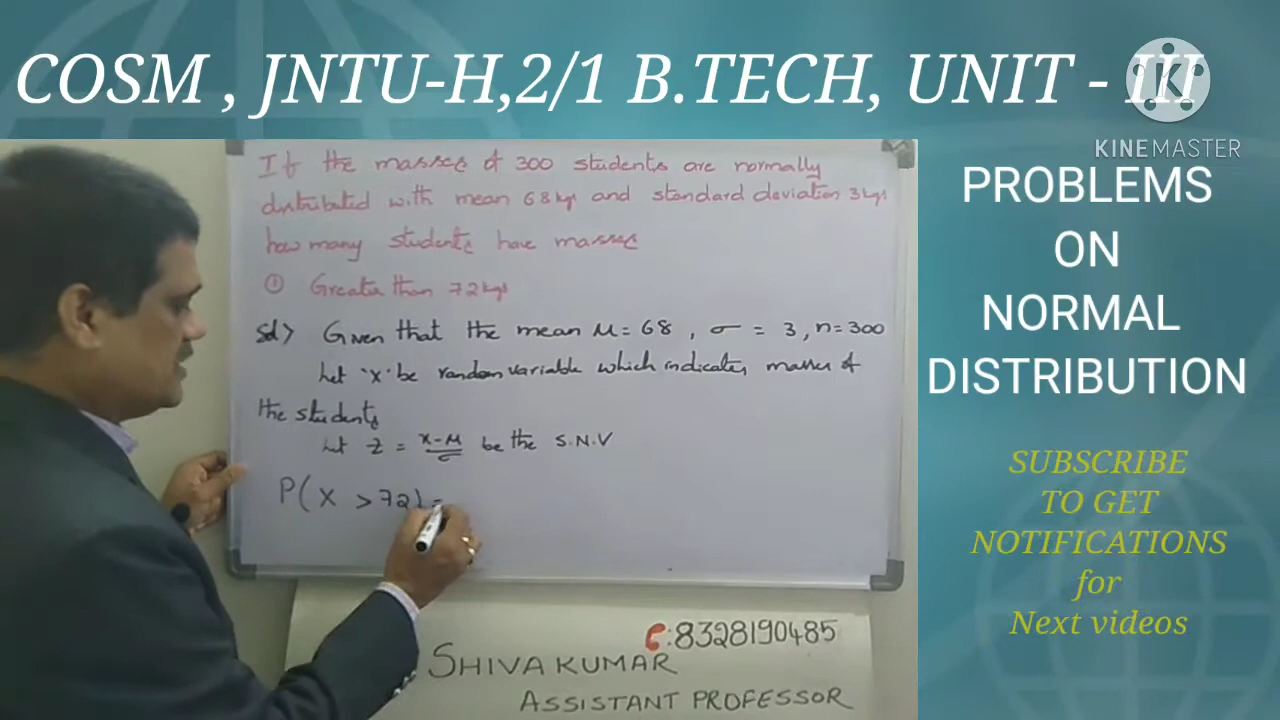 COSM , JNTU-H,2/1 B.TECH, UNIT - III
K
KINEMASTER
If the masses of 300 students are normally
distributed with mean 68 kgs and standard deviation 3 kgs
how many students have masses
① Greater than 72 kgs
Sol> Given that the mean μ = 68 , σ = 3 , n = 300
Let 'x' be random variable which indicates masses of
the students
Let Z = x-μ/σ be the S.N.V
P( X > 72) =
PROBLEMS
ON
NORMAL
DISTRIBUTION
SUBSCRIBE
TO GET
NOTIFICATIONS
for
Next videos
:8328190485
SHIVA KUMAR
ASSISTANT PROFESSOR